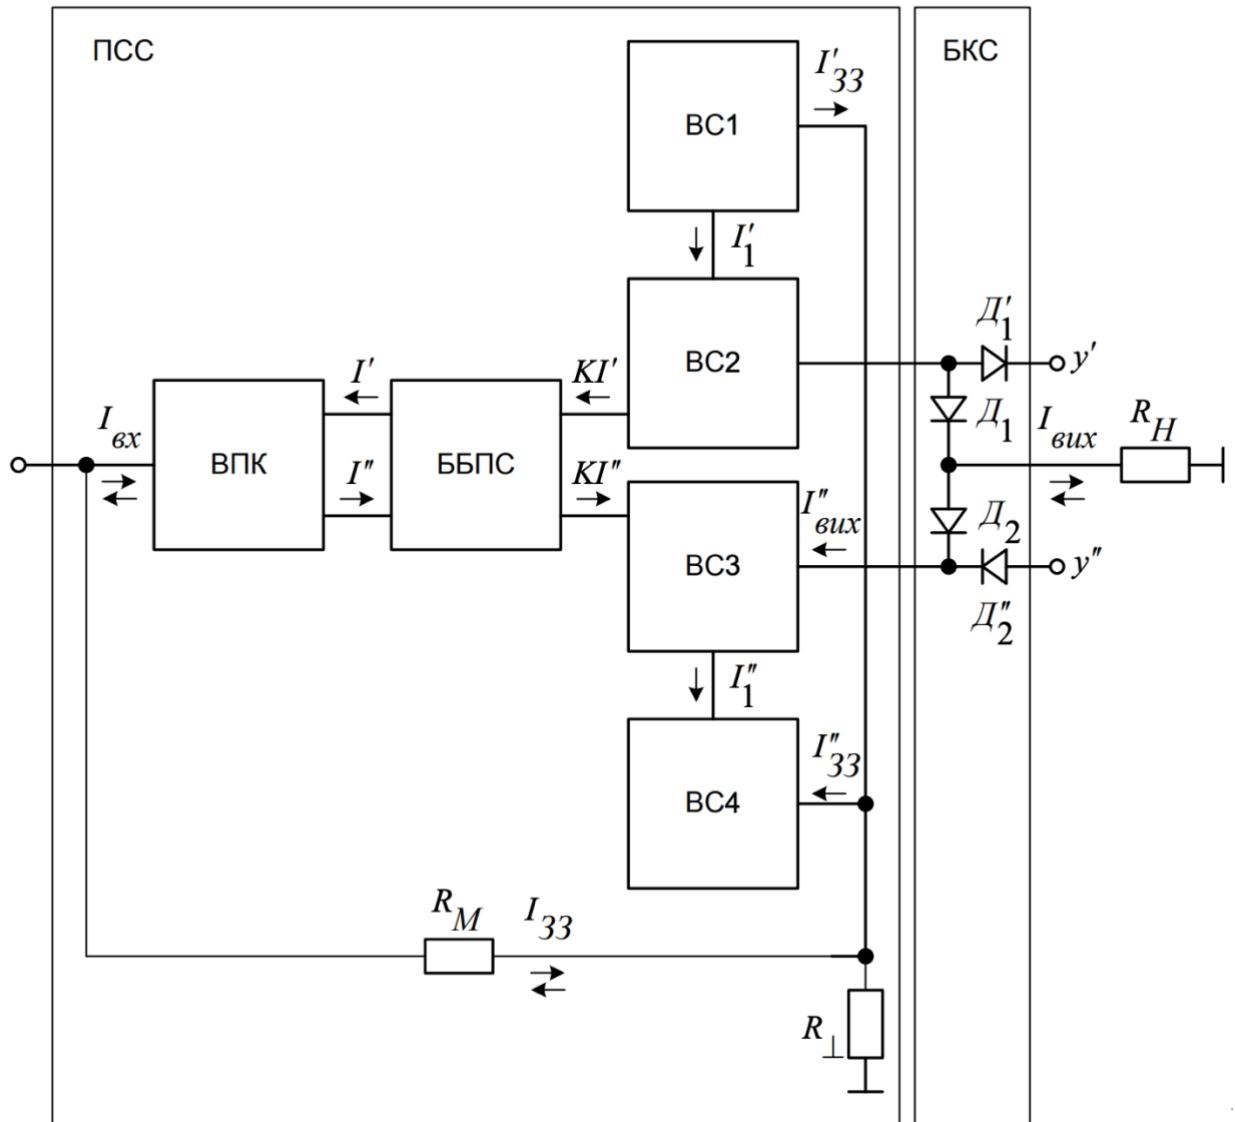 ПСС
БКС
ВС1
I'ЗЗ
I'1
ВС2
Д'1
y'
Д1
Iвих
RН
Iвх
ВПК
I'
I"
ББПС
KI'
KI"
I"вих
ВС3
Д2
y"
Д"2
I"1
ВС4
I"ЗЗ
RМ
IЗЗ
R⊥